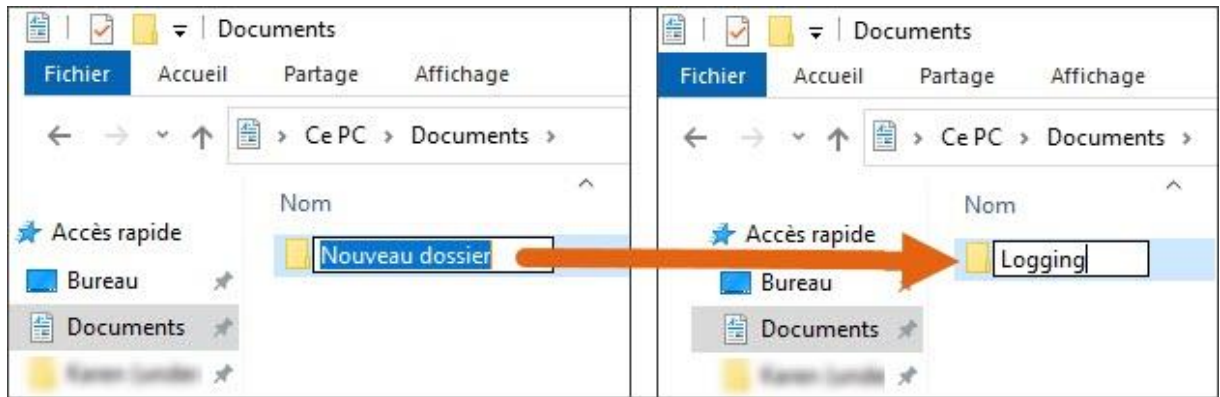 Documents
Fichier Accueil Partage Affichage
Ce PC > Documents >
Nom
Accès rapide
Nouveau dossier
Bureau
Documents
Documents
Fichier Accueil Partage Affichage
Ce PC > Documents >
Nom
Accès rapide
Logging
Bureau
Documents